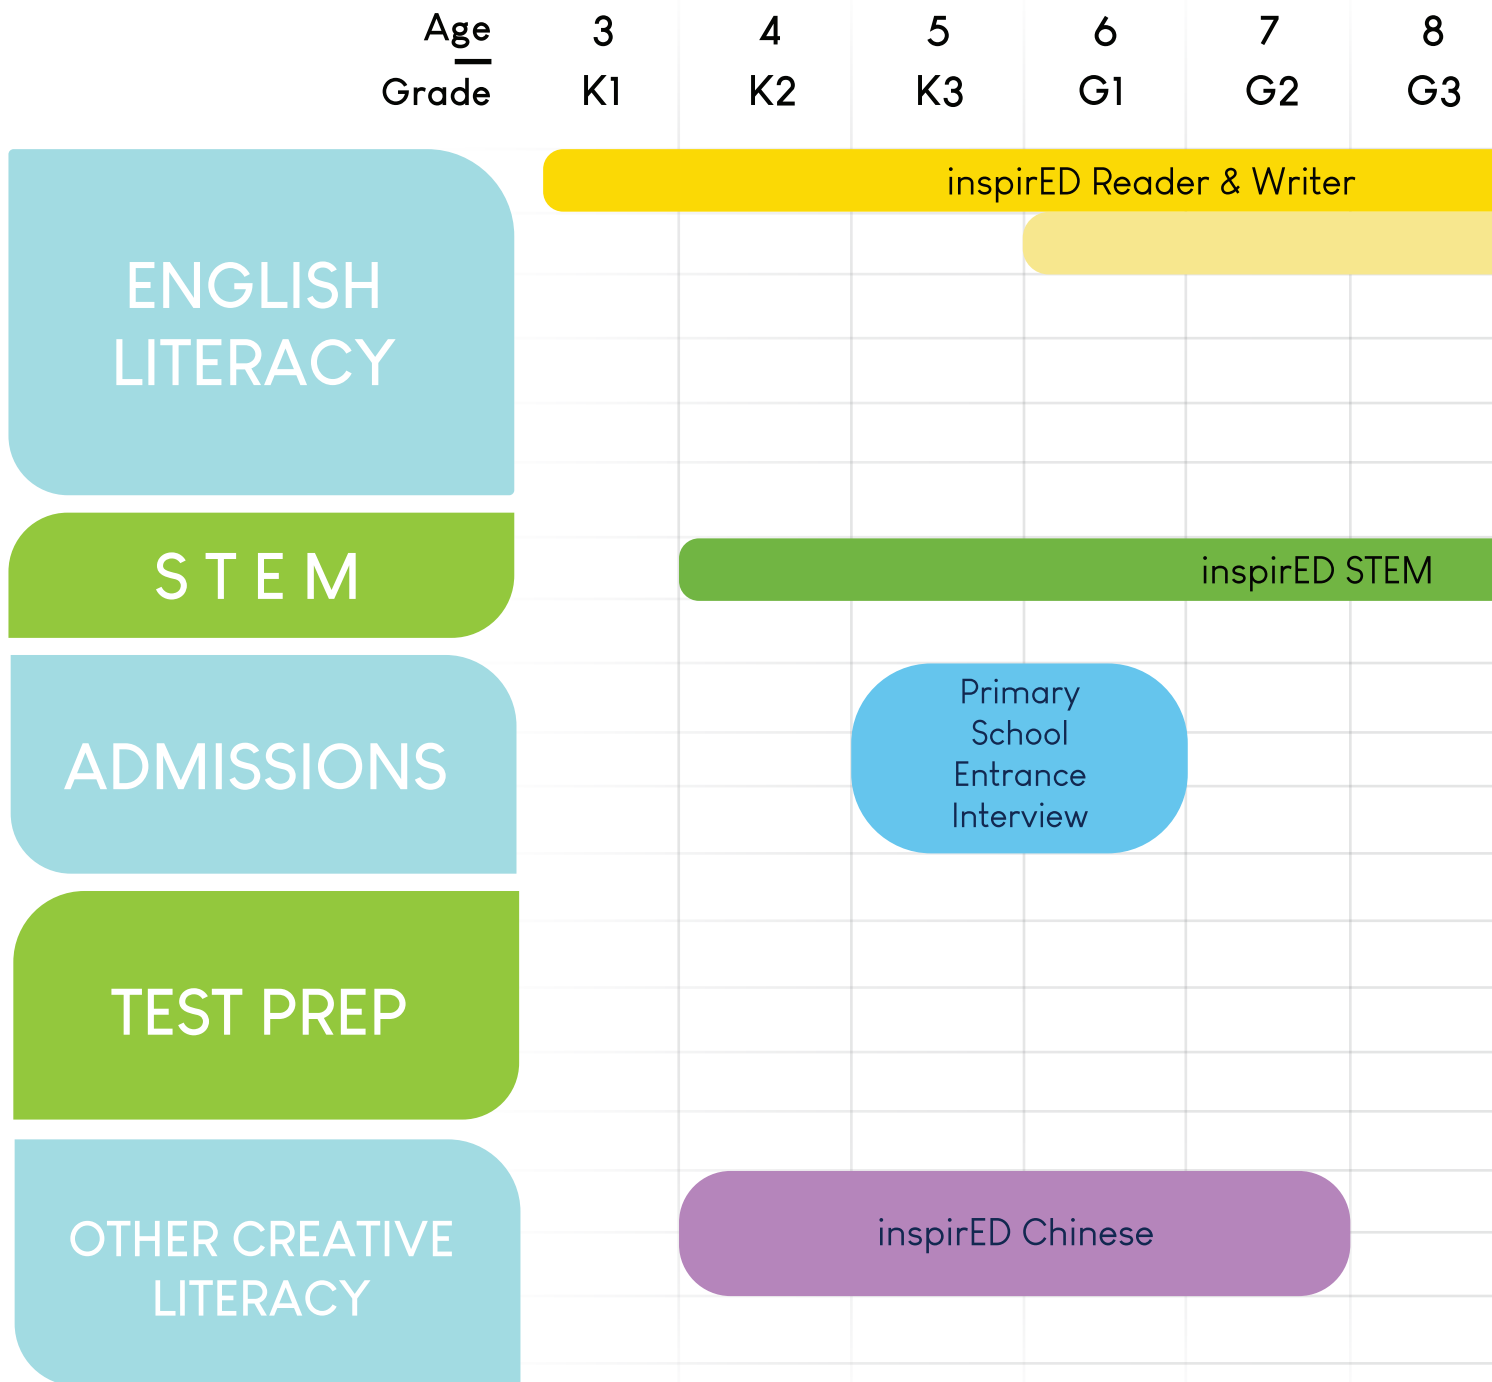 Age 3 4 5 6 7 8
Grade K1 K2 K3 G1 G2 G3
ENGLISH
LITERACY
inspirED Reader & Writer
STEM
inspirED STEM
ADMISSIONS
Primary
School
Entrance
Interview
TEST PREP
OTHER CREATIVE
LITERACY
inspirED Chinese